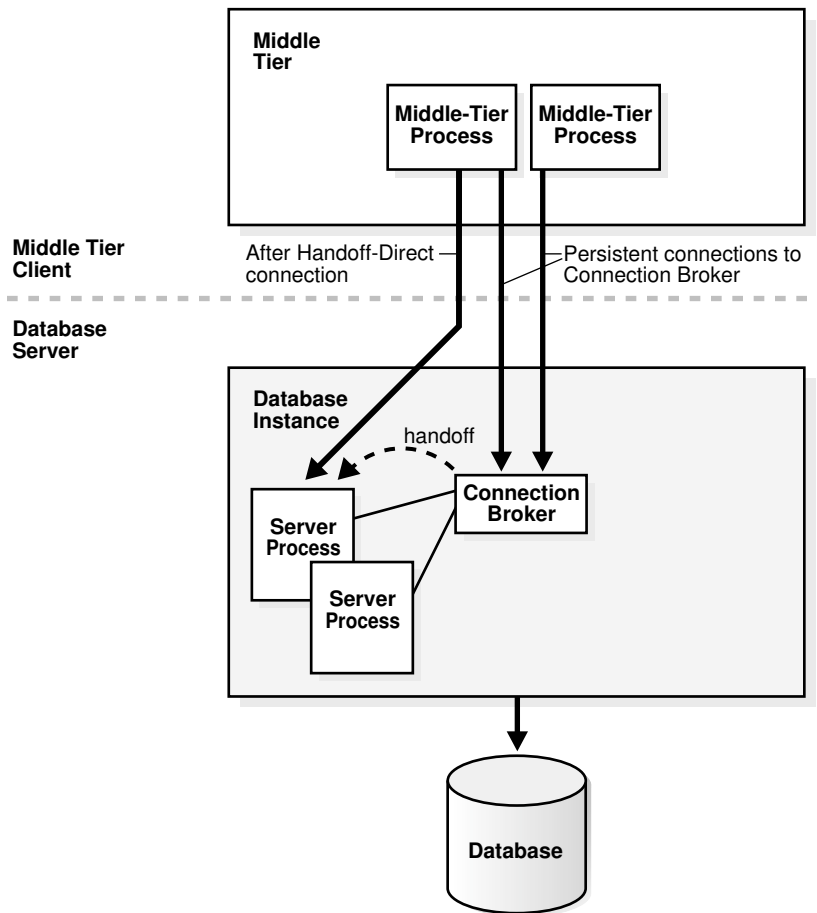 Middle
Tier
Middle-Tier
Process
Middle-Tier
Process
Middle Tier
Client
After Handoff-Direct
connection
Persistent connections to
Connection Broker
Database
Server
Database
Instance
handoff
Connection
Broker
Server
Process
Server
Process
Database